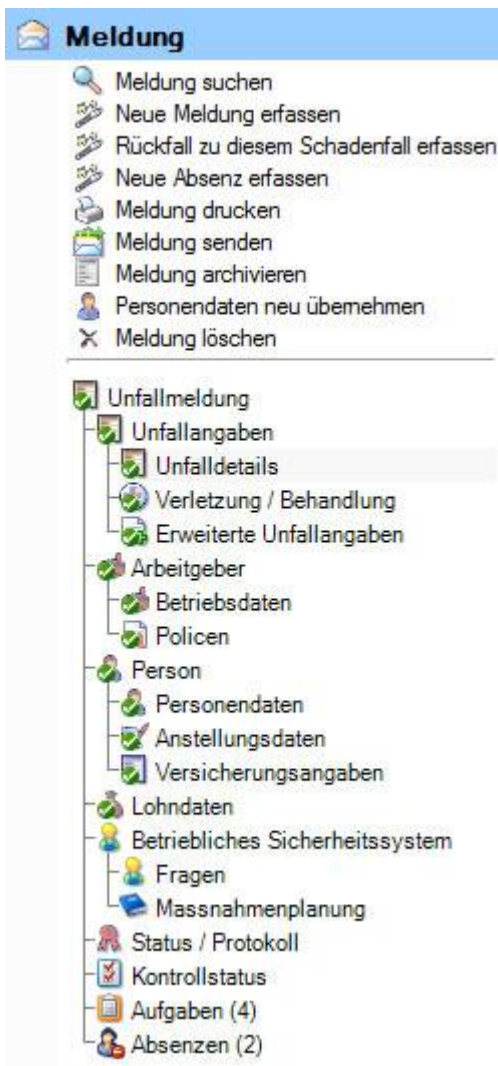 Meldung
Meldung suchen
Neue Meldung erfassen
Rückfall zu diesem Schadenfall erfassen
Neue Absenz erfassen
Meldung drucken
Meldung senden
Meldung archivieren
Personendaten neu übernehmen
Meldung löschen
Unfallmeldung
Unfallangaben
Unfalldetails
Verletzung / Behandlung
Erweiterte Unfallangaben
Arbeitgeber
Betriebsdaten
Policen
Person
Personendaten
Anstellungsdaten
Versicherungsangaben
Lohndaten
Betriebliches Sicherheitssystem
Fragen
Massnahmenplanung
Status / Protokoll
Kontrollstatus
Aufgaben (4)
Absenzen (2)